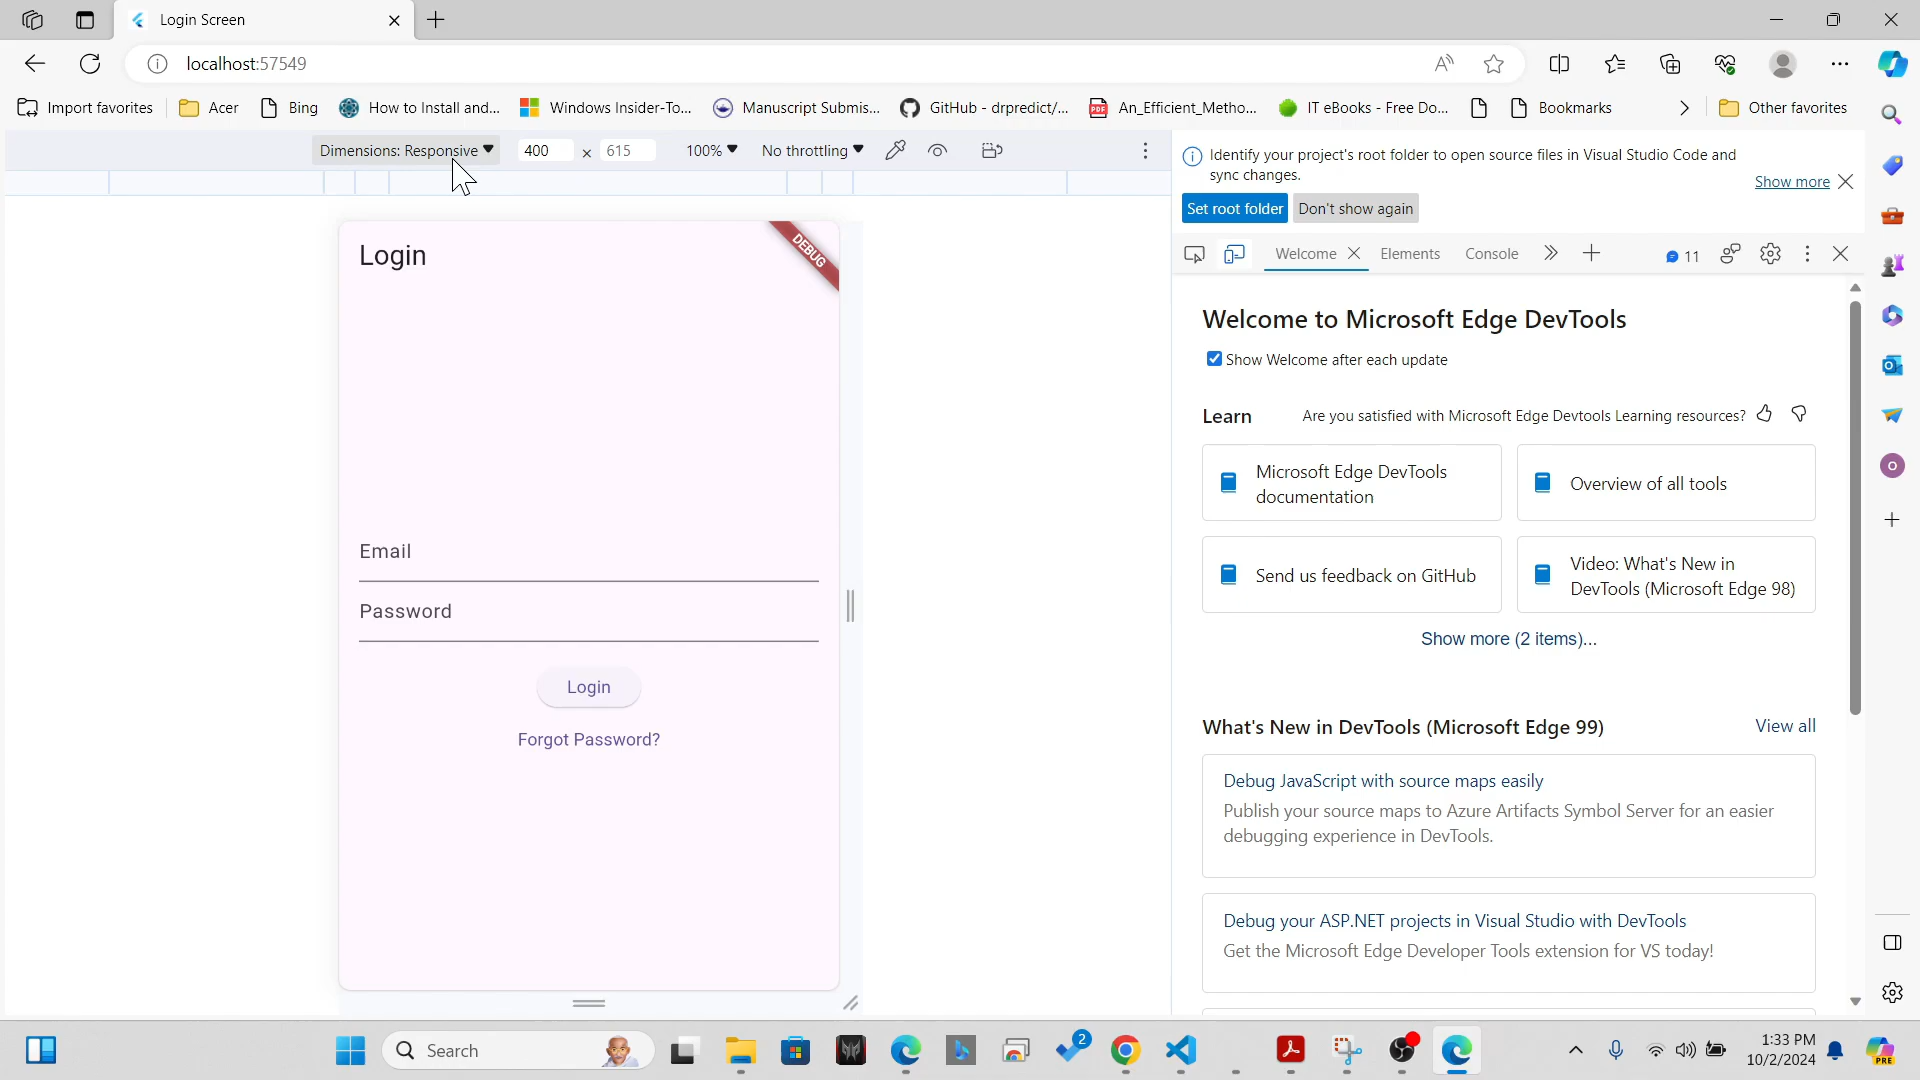 Login Screen
localhost:57549
Import favorites Acer Bing How to Install and... Windows Insider-To... Manuscript Submis... GitHub - drpredict/... An_Efficient_Metho... IT eBooks - Free Do... Bookmarks Other favorites
Dimensions: Responsive 400 × 615 100% No throttling
Login
DEBUG
Email
Password
Login
Forgot Password?
Identify your project's root folder to open source files in Visual Studio Code and
sync changes.
Show more
Set root folder Don't show again
Welcome Elements Console 11
Welcome to Microsoft Edge DevTools
Show Welcome after each update
Learn Are you satisfied with Microsoft Edge Devtools Learning resources?
Microsoft Edge DevTools
documentation
Overview of all tools
Send us feedback on GitHub
Video: What's New in
DevTools (Microsoft Edge 98)
Show more (2 items)...
What's New in DevTools (Microsoft Edge 99) View all
Debug JavaScript with source maps easily
Publish your source maps to Azure Artifacts Symbol Server for an easier
debugging experience in DevTools.
Debug your ASP.NET projects in Visual Studio with DevTools
Get the Microsoft Edge Developer Tools extension for VS today!
O
Search
2
1:33 PM
10/2/2024
PRE